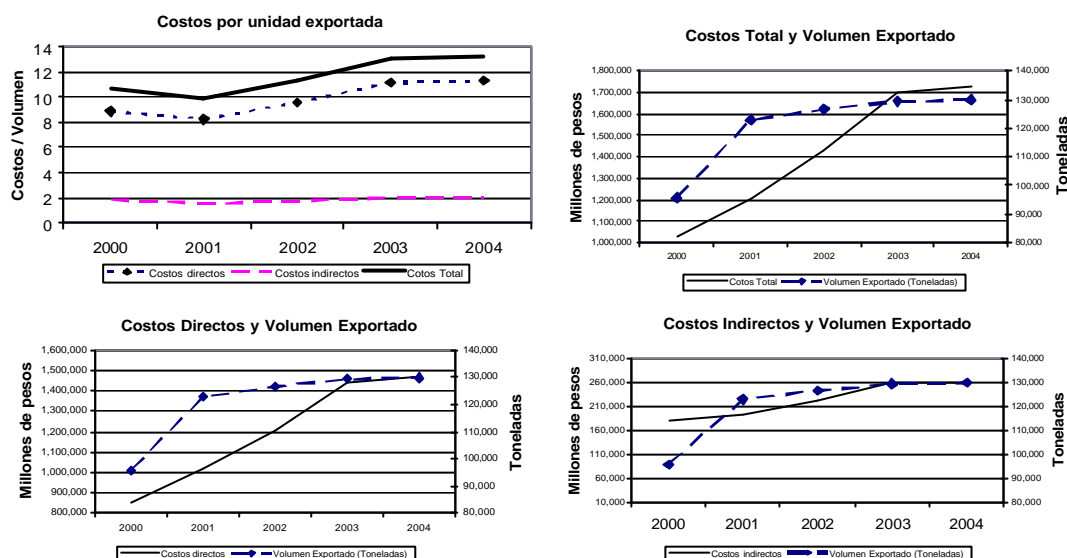 Costos por unidad exportada
Costos / Volumen
14
12
10
8
6
4
2
0
2000 2001 2002 2003 2004
Costos directos Costos indirectos Cotos Total
Costos Total y Volumen Exportado
Millones de pesos
1,800,000
1,700,000
1,600,000
1,500,000
1,400,000
1,300,000
1,200,000
1,100,000
1,000,000
140,000
130,000
120,000
110,000
100,000
90,000
80,000
Toneladas
2000 2001 2002 2003 2004
Cotos Total Volumen Exportado (Toneladas)
Costos Directos y Volumen Exportado
Millones de pesos
1,600,000
1,500,000
1,400,000
1,300,000
1,200,000
1,100,000
1,000,000
900,000
800,000
140,000
130,000
120,000
110,000
100,000
90,000
80,000
Toneladas
2000 2001 2002 2003 2004
Costos directos Volumen Exportado (Toneladas)
Costos Indirectos y Volumen Exportado
Millones de pesos
310,000
260,000
210,000
160,000
110,000
60,000
10,000
140,000
130,000
120,000
110,000
100,000
90,000
80,000
Toneladas
2000 2001 2002 2003 2004
Costos indirectos Volumen Exportado (Toneladas)